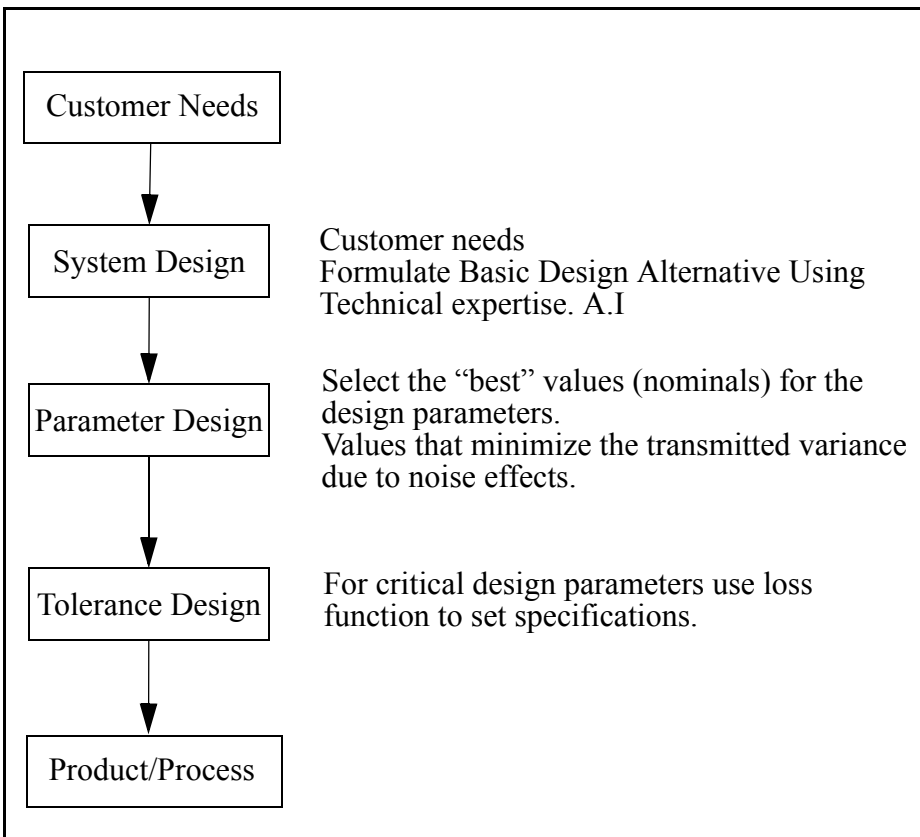 Customer Needs
System Design
Customer needs
Formulate Basic Design Alternative Using
Technical expertise. A.I
Parameter Design
Select the “best” values (nominals) for the
design parameters.
Values that minimize the transmitted variance
due to noise effects.
Tolerance Design
For critical design parameters use loss
function to set specifications.
Product/Process